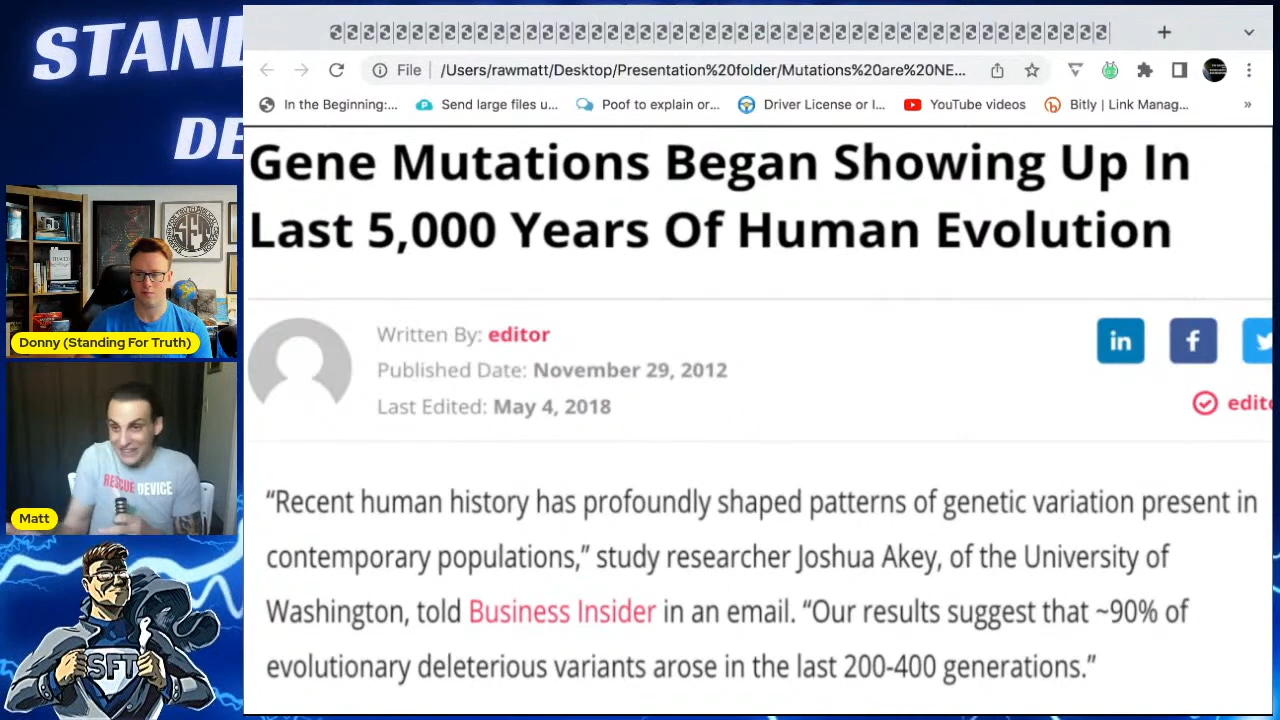 STAND
DE
File
/Users/rawmatt/Desktop/Presentation%20folder/Mutations%20are%20NE...
In the Beginning:...
Send large files u...
Poof to explain or...
Driver License or I...
YouTube videos
Bitly | Link Manag...
»
Gene Mutations Began Showing Up In
Last 5,000 Years Of Human Evolution
Written By: editor
Published Date: November 29, 2012
Last Edited: May 4, 2018
in f
edito
“Recent human history has profoundly shaped patterns of genetic variation present in
contemporary populations,” study researcher Joshua Akey, of the University of
Washington, told Business Insider in an email. “Our results suggest that ~90% of
evolutionary deleterious variants arose in the last 200-400 generations.”
SFT
Donny (Standing For Truth)
RESCUE DEVICE
Matt
SFT